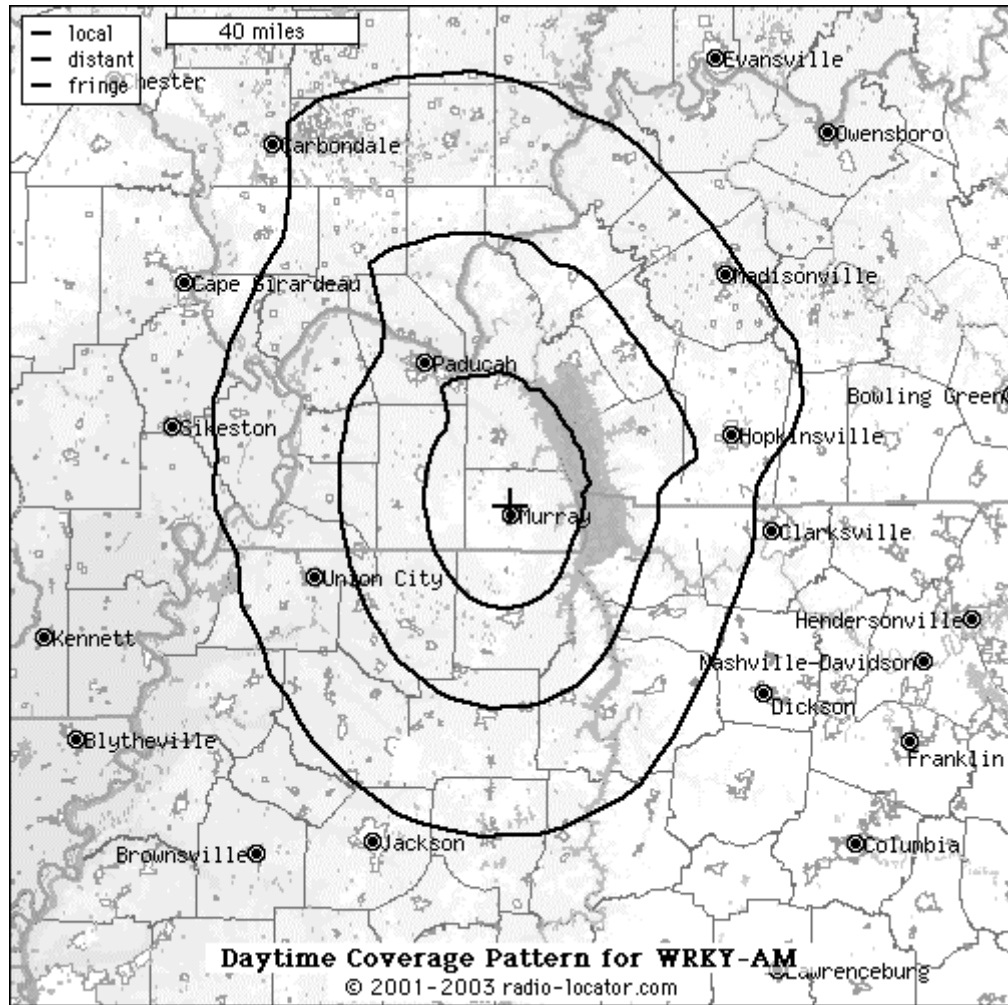 local
40 miles
distant
fringe
Chester
Evansville
Owensboro
Carbondale
Madisonville
Cape Girardeau
Paducah
Bowling Green
Sikeston
Hopkinsville
Murray
Clarksville
Union City
Hendersonville
Kennett
Nashville-Davidson
Dickson
Blytheville
Franklin
Jackson
Columbia
Brownsville
Daytime Coverage Pattern for WRKY-AM
Lawrenceburg
© 2001-2003 radio-locator.com